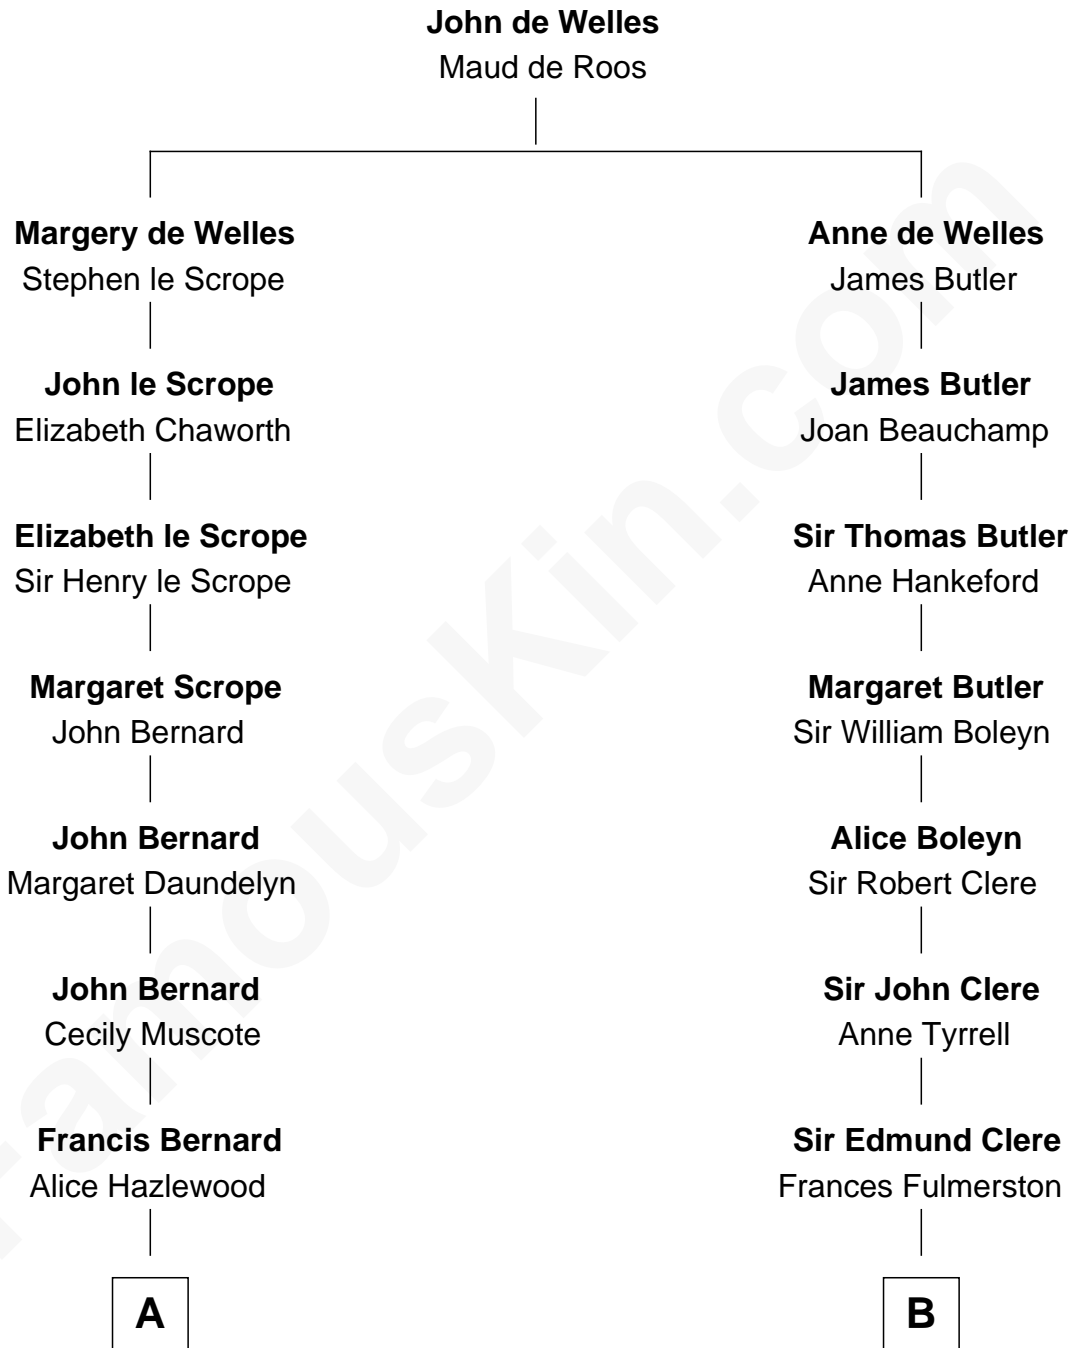 John de Welles
Maud de Roos
Margery de Welles
Stephen le Scrope
Anne de Welles
James Butler
John le Scrope
Elizabeth Chaworth
James Butler
Joan Beauchamp
Elizabeth le Scrope
Sir Henry le Scrope
Sir Thomas Butler
Anne Hankeford
Margaret Scrope
John Bernard
Margaret Butler
Sir William Boleyn
John Bernard
Margaret Daundelyn
Alice Boleyn
Sir Robert Clere
John Bernard
Cecily Muscote
Sir John Clere
Anne Tyrrell
Francis Bernard
Alice Hazlewood
Sir Edmund Clere
Frances Fulmerston
A
B
FamousKin.com